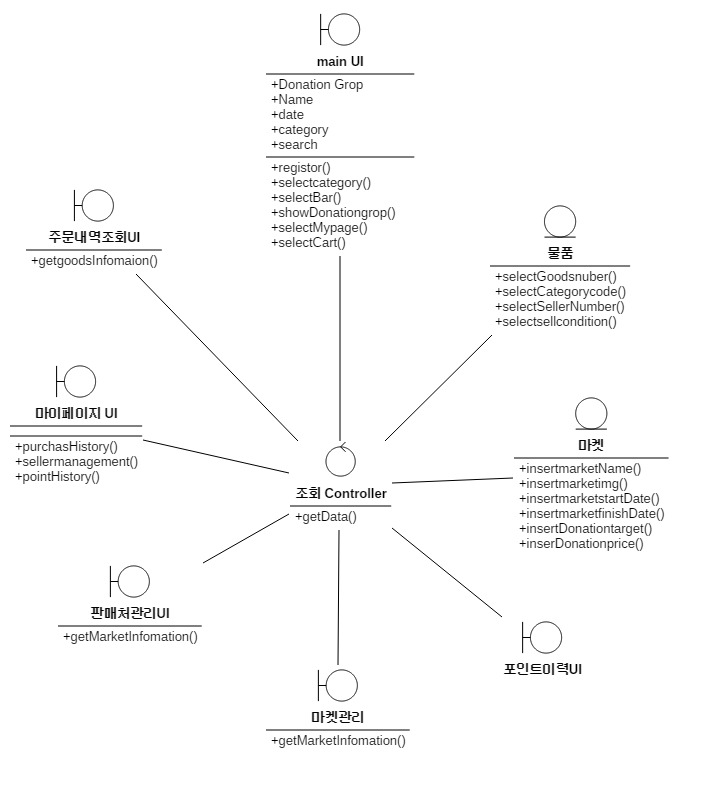 main UI
+Donation Grop
+Name
+date
+category
+search
+registor()
+selectcategory()
+selectBar()
+showDonationgrop()
+selectMypage()
+selectCart()
주문내역조회UI
+getgoodsInfomaion()
물품
+selectGoodsnuber()
+selectCategorycode()
+selectSellerNumber()
+selectsellcondition()
마이페이지 UI
+purchasHistory()
+sellermanagement()
+pointHistory()
마켓
+insertmarketName()
+insertmarketimg()
+insertmarketstartDate()
+insertmarketfinishDate()
+insertDonationtarget()
+inserDonationprice()
조회 Controller
+getData()
판매처관리UI
+getMarketInfomation()
포인트이력UI
마켓관리
+getMarketInfomation()